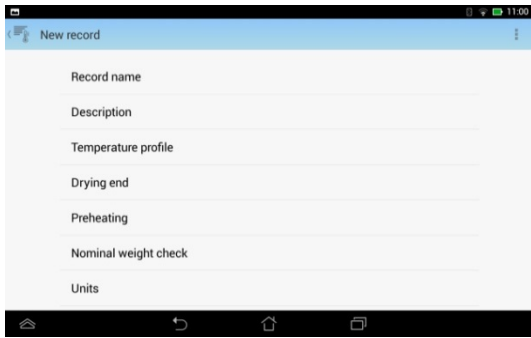 11:00
New record
Record name
Description
Temperature profile
Drying end
Preheating
Nominal weight check
Units